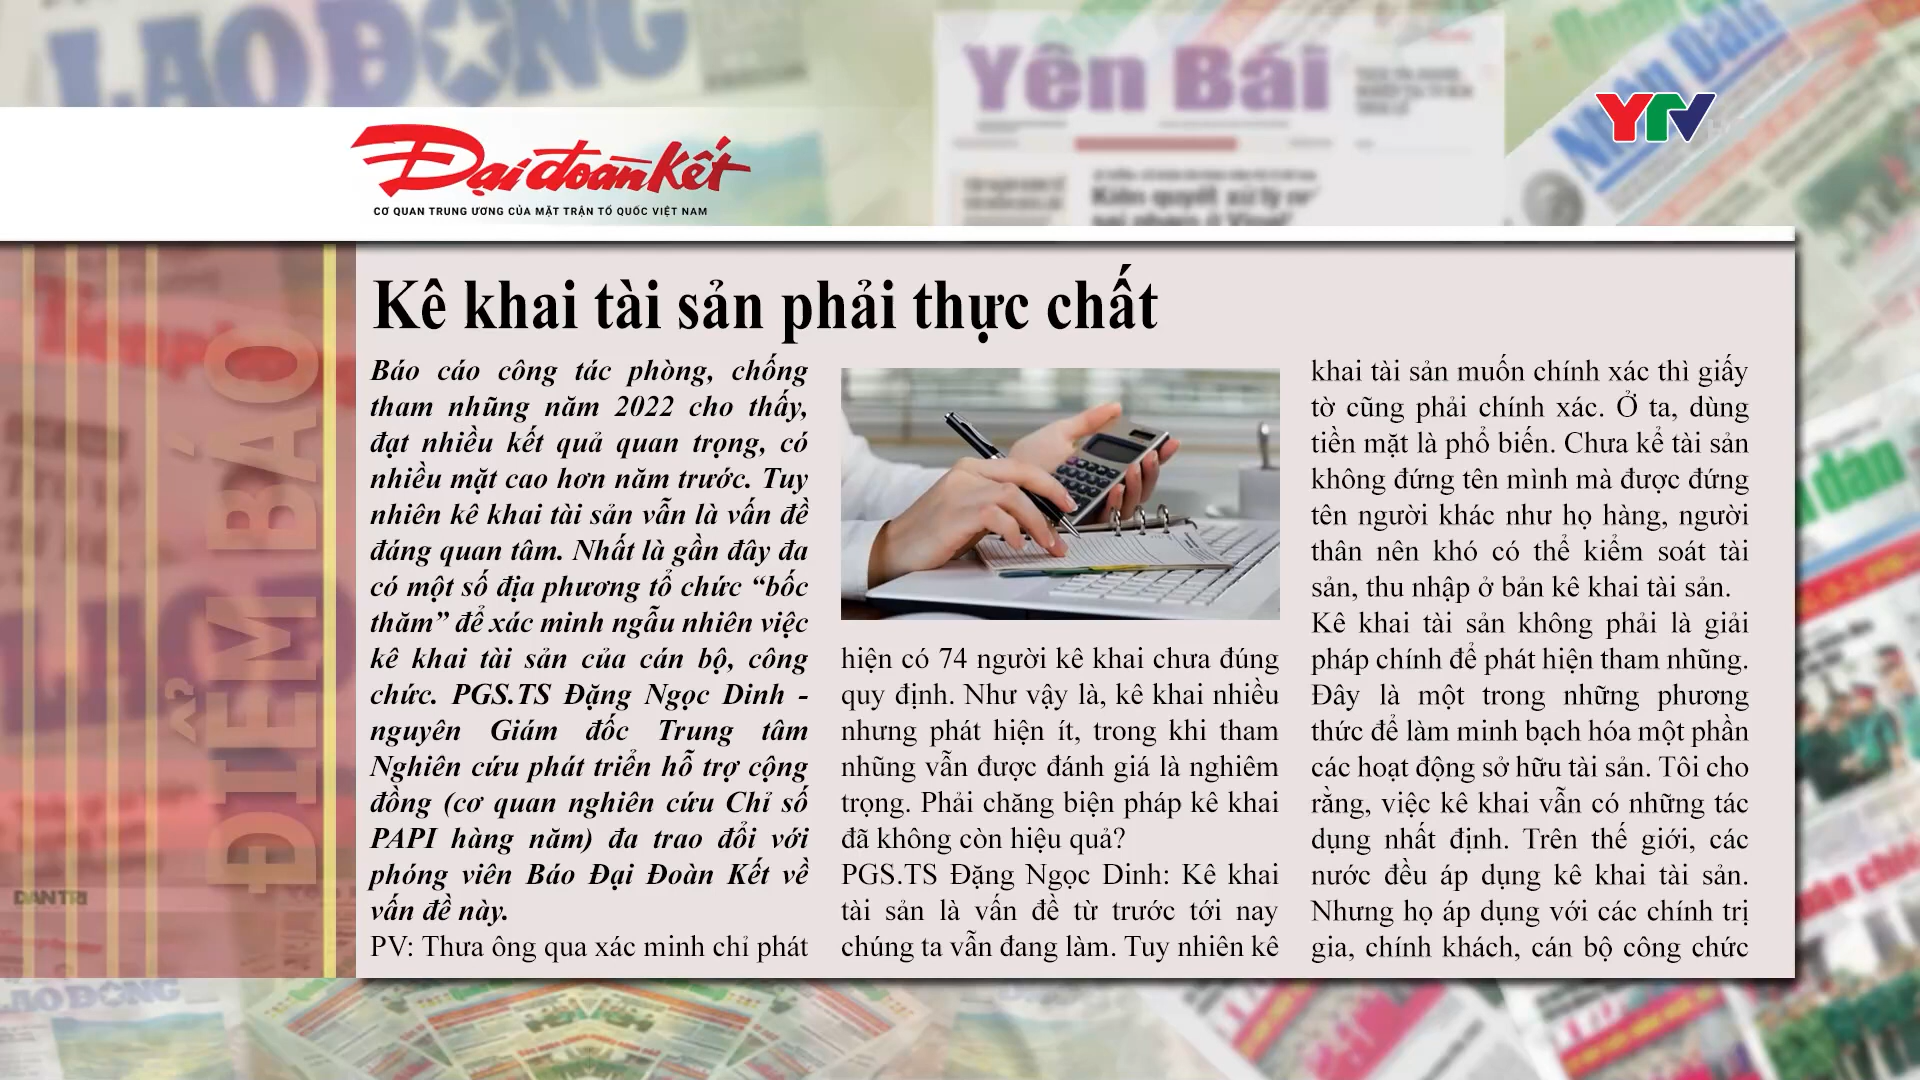 LAO ĐỘNG
Yên Bái
Nhân Dân
YTV
Đại đoàn kết
CƠ QUAN TRUNG ƯƠNG CỦA MẶT TRẬN TỔ QUỐC VIỆT NAM
Kiên quyết xử lý
ĐIỂM BÁO
Kê khai tài sản phải thực chất
Báo cáo công tác phòng, chống
tham nhũng năm 2022 cho thấy,
đạt nhiều kết quả quan trọng, có
nhiều mặt cao hơn năm trước. Tuy
nhiên kê khai tài sản vẫn là vấn đề
đáng quan tâm. Nhất là gần đây đa
có một số địa phương tổ chức “bốc
thăm” để xác minh ngẫu nhiên việc
kê khai tài sản của cán bộ, công
chức. PGS.TS Đặng Ngọc Dinh -
nguyên Giám đốc Trung tâm
Nghiên cứu phát triển hỗ trợ cộng
đồng (cơ quan nghiên cứu Chỉ số
PAPI hàng năm) đa trao đổi với
phóng viên Báo Đại Đoàn Kết về
vấn đề này.
PV: Thưa ông qua xác minh chỉ phát
hiện có 74 người kê khai chưa đúng
quy định. Như vậy là, kê khai nhiều
nhưng phát hiện ít, trong khi tham
nhũng vẫn được đánh giá là nghiêm
trọng. Phải chăng biện pháp kê khai
đã không còn hiệu quả?
PGS.TS Đặng Ngọc Dinh: Kê khai
tài sản là vấn đề từ trước tới nay
chúng ta vẫn đang làm. Tuy nhiên kê
khai tài sản muốn chính xác thì giấy
tờ cũng phải chính xác. Ở ta, dùng
tiền mặt là phổ biến. Chưa kể tài sản
không đứng tên mình mà được đứng
tên người khác như họ hàng, người
thân nên khó có thể kiểm soát tài
sản, thu nhập ở bản kê khai tài sản.
Kê khai tài sản không phải là giải
pháp chính để phát hiện tham nhũng.
Đây là một trong những phương
thức để làm minh bạch hóa một phần
các hoạt động sở hữu tài sản. Tôi cho
rằng, việc kê khai vẫn có những tác
dụng nhất định. Trên thế giới, các
nước đều áp dụng kê khai tài sản.
Nhưng họ áp dụng với các chính trị
gia, chính khách, cán bộ công chức
DAN TRI
LAO ĐỘNG